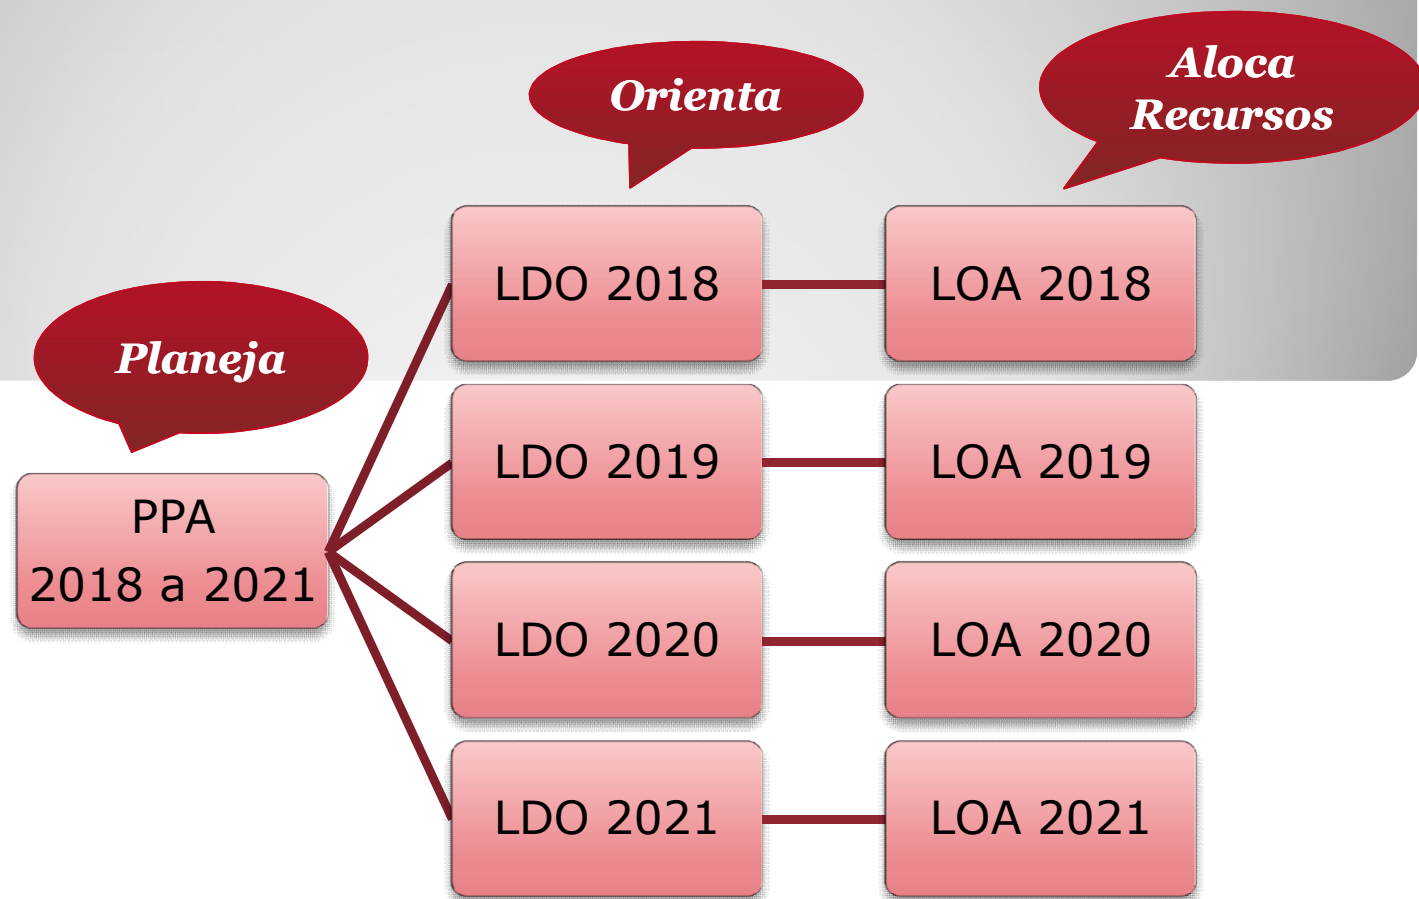 Aloca
Recursos
Orienta
Planeja
PPA
2018 a 2021
LDO 2018
LOA 2018
LDO 2019
LOA 2019
LDO 2020
LOA 2020
LDO 2021
LOA 2021